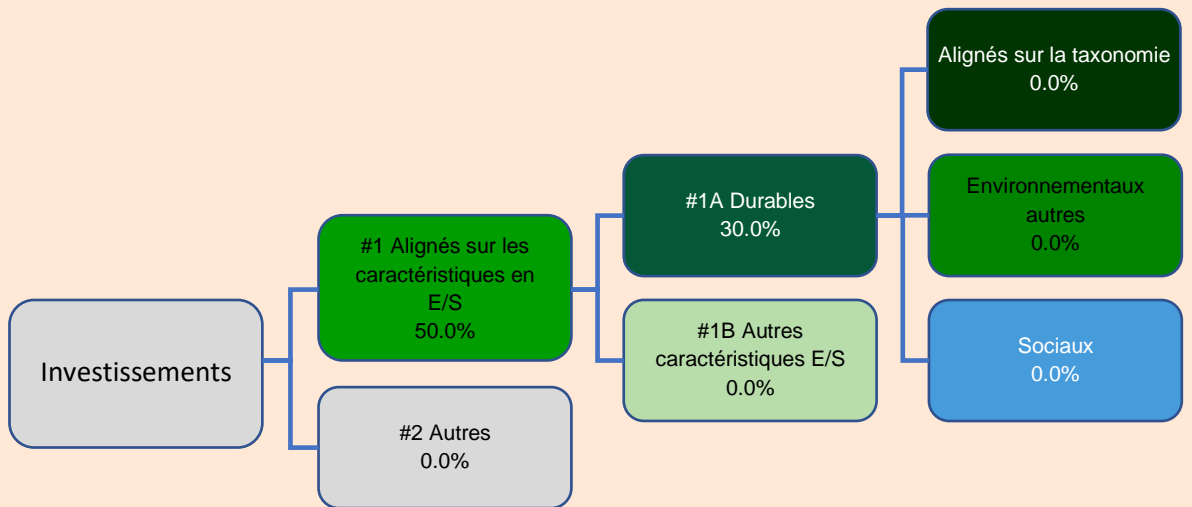 Investissements
#1 Alignés sur les
caractéristiques en
E/S
50.0%
#2 Autres
0.0%
#1A Durables
30.0%
#1B Autres
caractéristiques E/S
0.0%
Alignés sur la taxonomie
0.0%
Environnementaux
autres
0.0%
Sociaux
0.0%